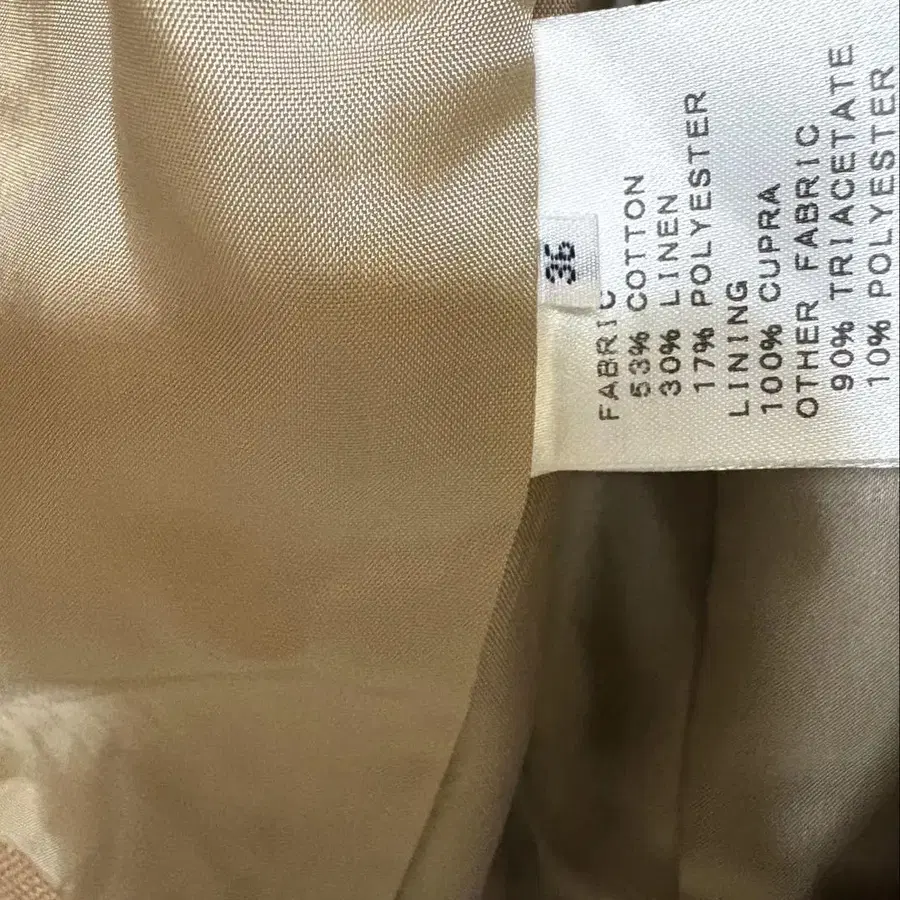 36
FABRIC
53% COTTON
30% LINEN
17% POLYESTER
LINING
100% CUPRA
OTHER FABRIC
90% TRIACETATE
10% POLYESTER